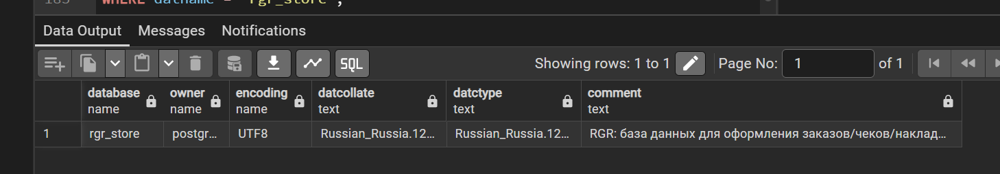 185 WHERE datname = 'rgr_store';
Data Output Messages Notifications
SQL Showing rows: 1 to 1 Page No: 1 of 1
database owner encoding datcollate datctype comment
name name name text text text
1 rgr_store postgr... UTF8 Russian_Russia.12... Russian_Russia.12... RGR: база данных для оформления заказов/чеков/наклад...